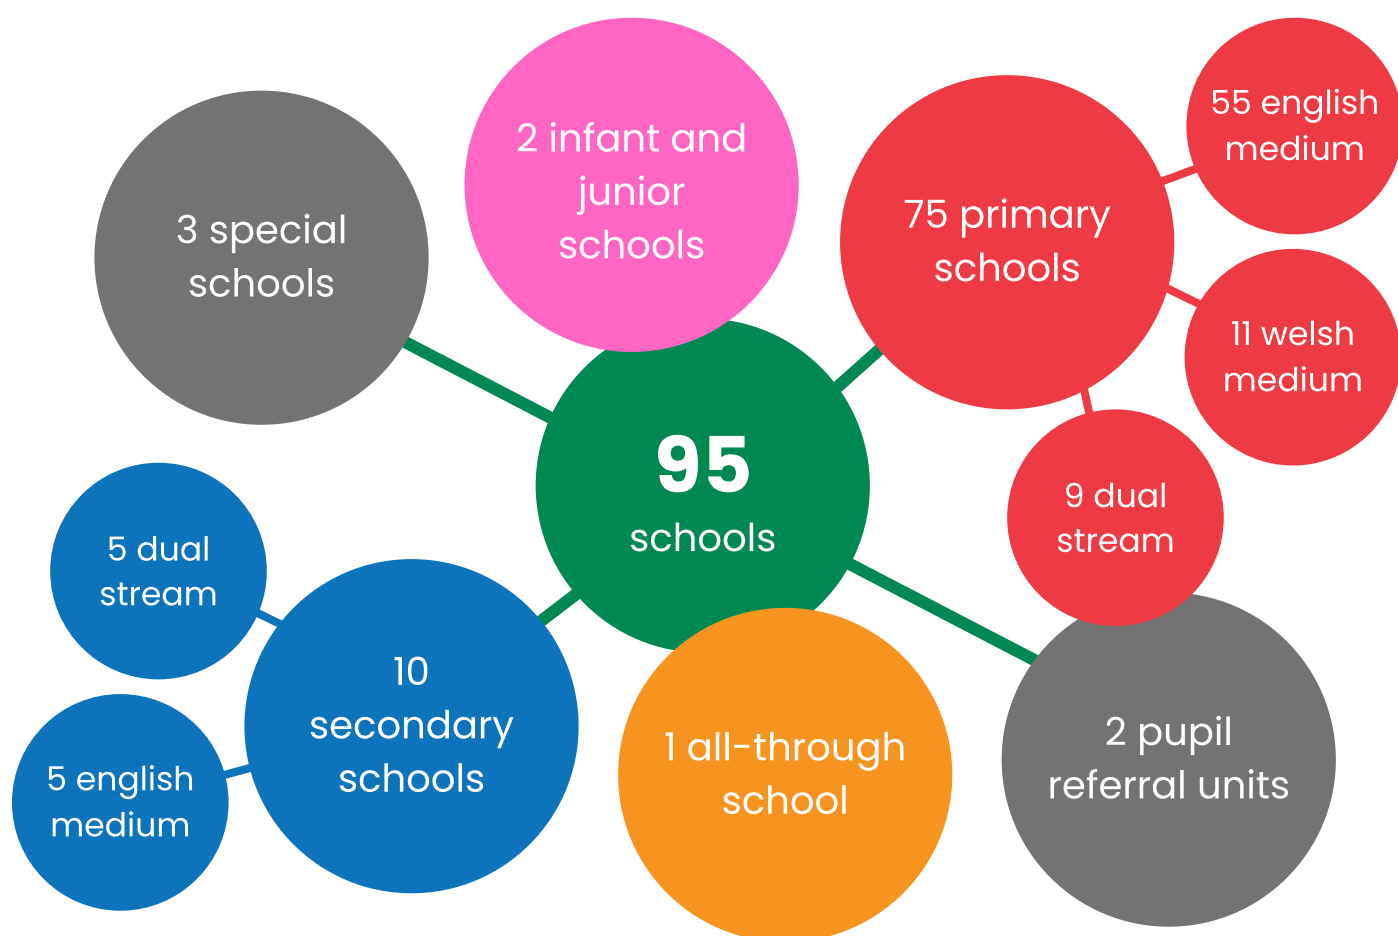 3 special
schools
2 infant and
junior
schools
75 primary
schools
55 english
medium
11 welsh
medium
9 dual
stream
95
schools
5 dual
stream
5 english
medium
10
secondary
schools
1 all-through
school
2 pupil
referral units